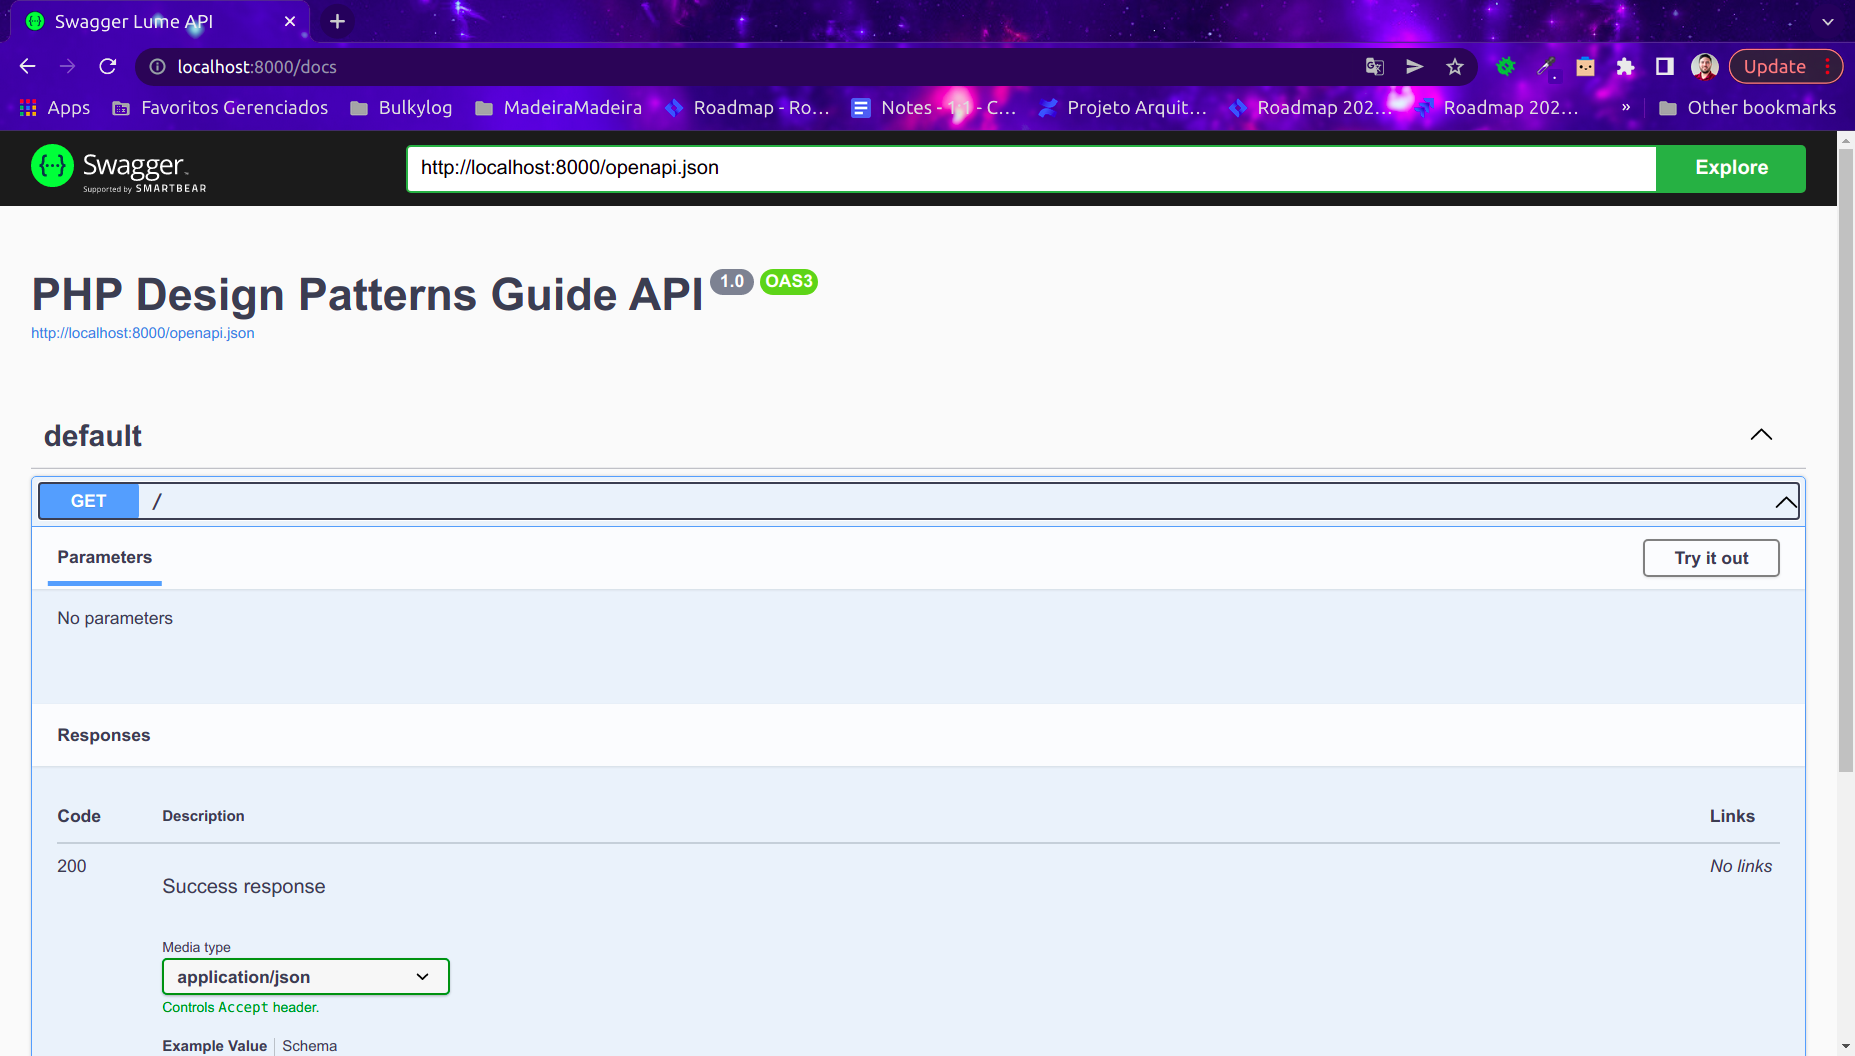 Swagger Lume API
localhost:8000/docs
Update
Apps Favoritos Gerenciados Bulkylog MadeiraMadeira Roadmap - Ro... Notes - 1:1 - C... Projeto Arquit... Roadmap 202... Roadmap 202... » Other bookmarks
Swagger
Supported by SMARTBEAR
http://localhost:8000/openapi.json Explore
PHP Design Patterns Guide API 1.0 OAS3
http://localhost:8000/openapi.json
default
GET /
Parameters Try it out
No parameters
Responses
Code Description Links
200 No links
Success response
Media type
application/json
Controls Accept header.
Example Value Schema